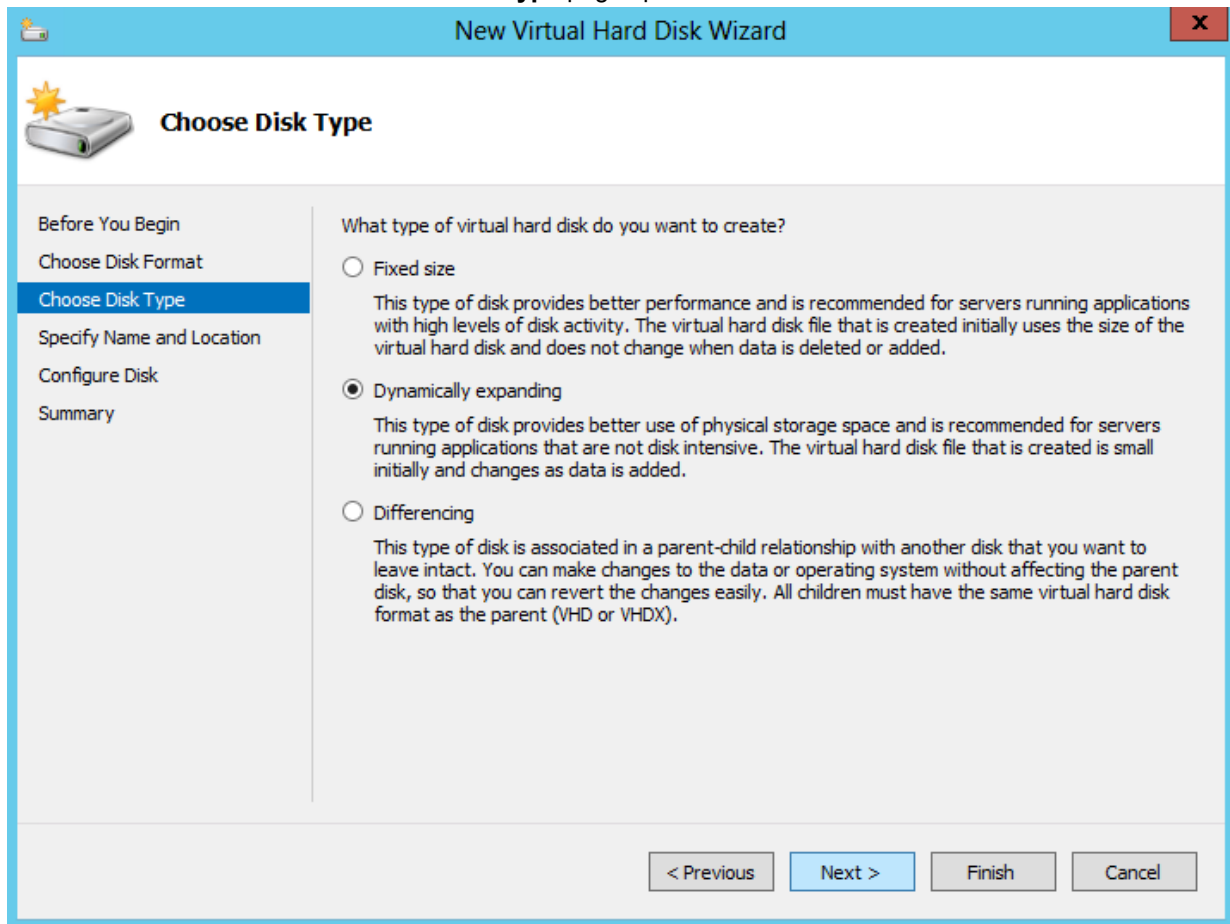 New Virtual Hard Disk Wizard
X
Choose Disk Type
Before You Begin
Choose Disk Format
Choose Disk Type
Specify Name and Location
Configure Disk
Summary
What type of virtual hard disk do you want to create?
Fixed size
This type of disk provides better performance and is recommended for servers running applications
with high levels of disk activity. The virtual hard disk file that is created initially uses the size of the
virtual hard disk and does not change when data is deleted or added.
Dynamically expanding
This type of disk provides better use of physical storage space and is recommended for servers
running applications that are not disk intensive. The virtual hard disk file that is created is small
initially and changes as data is added.
Differencing
This type of disk is associated in a parent-child relationship with another disk that you want to
leave intact. You can make changes to the data or operating system without affecting the parent
disk, so that you can revert the changes easily. All children must have the same virtual hard disk
format as the parent (VHD or VHDX).
< Previous Next > Finish Cancel